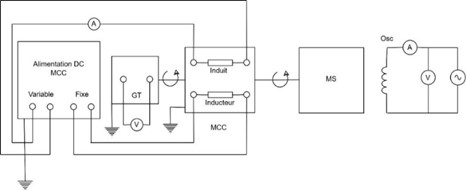 A
Osc
Alimentation DC
MCC
A
Induit
GT
MS
V
Variable
Fixe
Inducteur
V
MCC